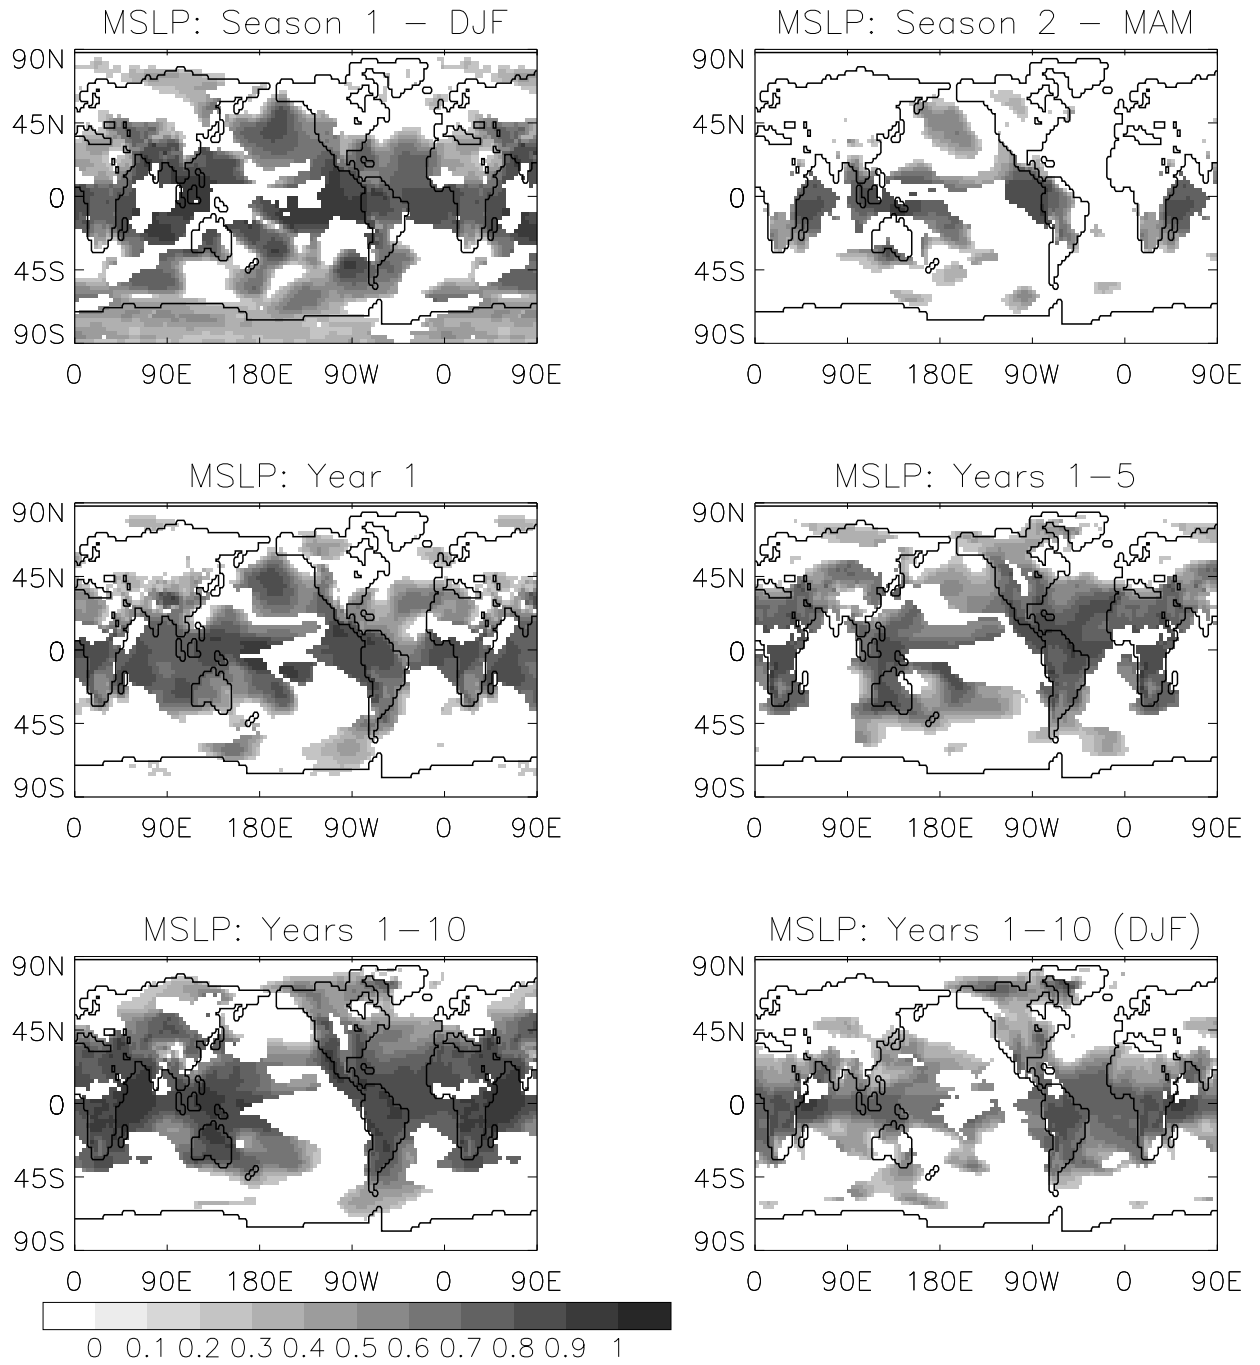 MSLP: Season 1 − DJF
90N
45N
0
45S
90S
0 90E 180E 90W 0 90E
MSLP: Season 2 − MAM
90N
45N
0
45S
90S
0 90E 180E 90W 0 90E
MSLP: Year 1
90N
45N
0
45S
90S
0 90E 180E 90W 0 90E
MSLP: Years 1−5
90N
45N
0
45S
90S
0 90E 180E 90W 0 90E
MSLP: Years 1−10
90N
45N
0
45S
90S
0 90E 180E 90W 0 90E
MSLP: Years 1−10 (DJF)
90N
45N
0
45S
90S
0 90E 180E 90W 0 90E
0 0.1 0.2 0.3 0.4 0.5 0.6 0.7 0.8 0.9 1